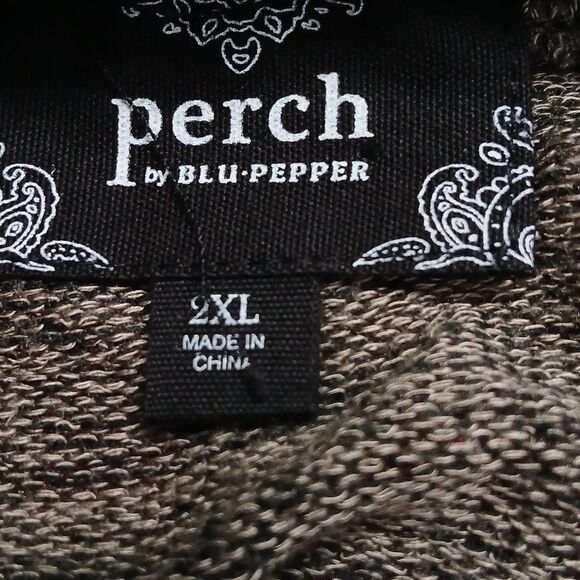 perch
by BLU·PEPPER
2XL
MADE IN
CHINA